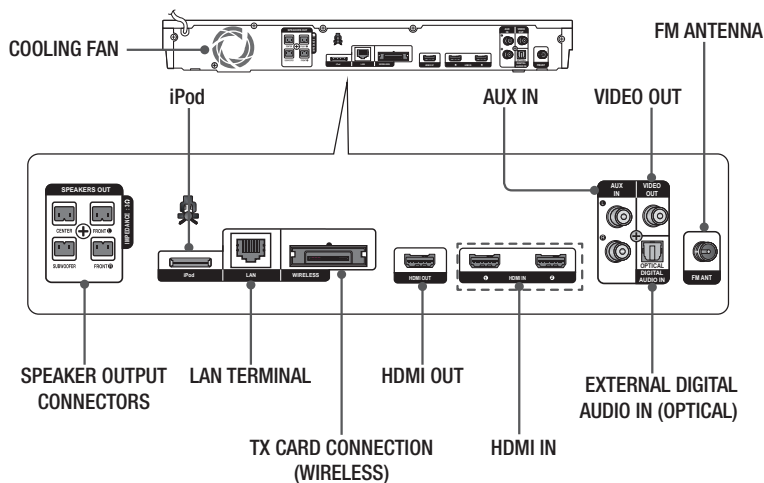 COOLING FAN
FM ANTENNA
iPod
AUX IN
VIDEO OUT
SPEAKERS OUT
IMPEDANCE : 3Ω
CENTER
FRONT L
SUBWOOFER
FRONT R
iPod
LAN
WIRELESS
HDMI OUT
1 HDMI IN 2
AUX
IN
VIDEO
OUT
L
R
OPTICAL
DIGITAL
AUDIO IN
FM ANT
SPEAKER OUTPUT
CONNECTORS
LAN TERMINAL
HDMI OUT
EXTERNAL DIGITAL
AUDIO IN (OPTICAL)
TX CARD CONNECTION
(WIRELESS)
HDMI IN